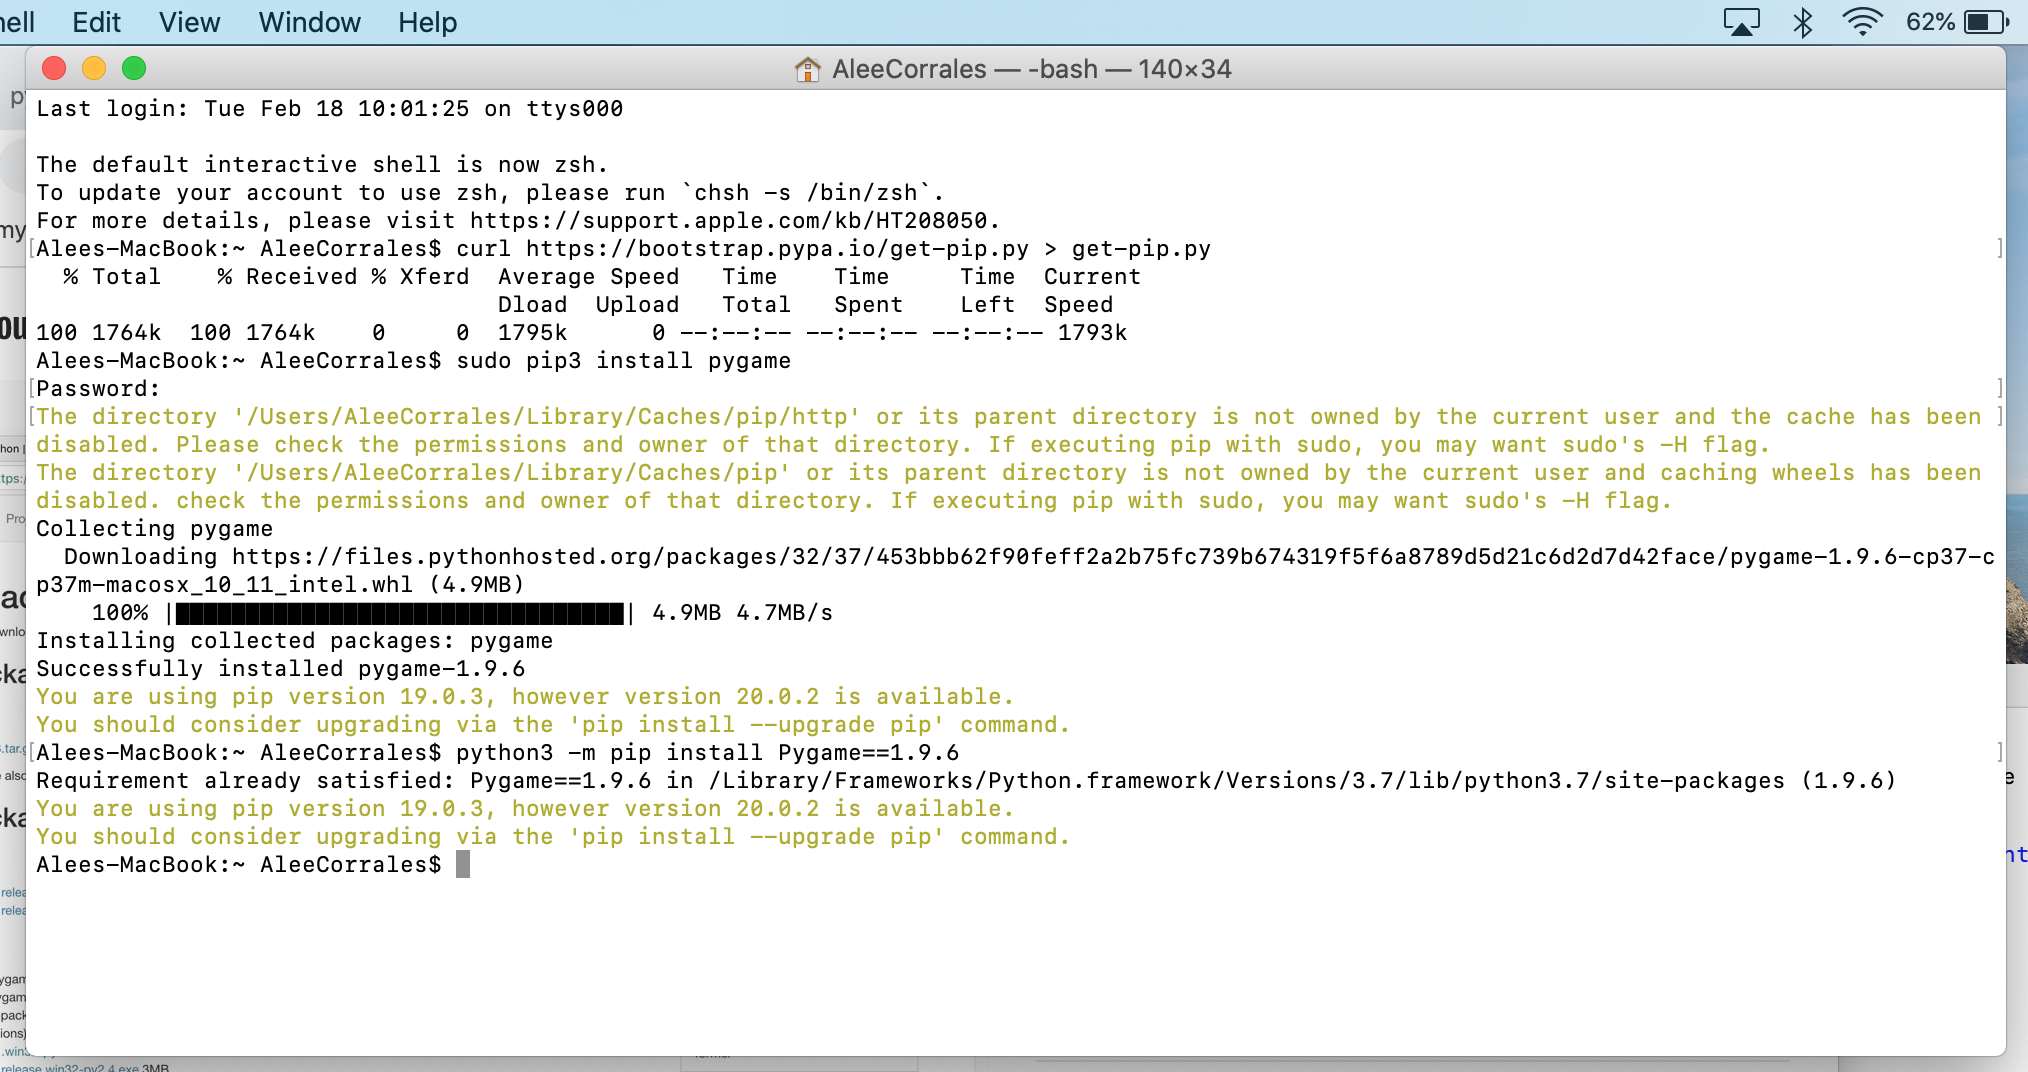 Edit View Window Help 62%
AleeCorrales — -bash — 140×34
Last login: Tue Feb 18 10:01:25 on ttys000
The default interactive shell is now zsh.
To update your account to use zsh, please run `chsh -s /bin/zsh`.
For more details, please visit https://support.apple.com/kb/HT208050.
[Alees-MacBook:~ AleeCorrales$ curl https://bootstrap.pypa.io/get-pip.py > get-pip.py ]
% Total % Received % Xferd Average Speed Time Time Time Current
Dload Upload Total Spent Left Speed
100 1764k 100 1764k 0 0 1795k 0 --:--:-- --:--:-- --:--:-- 1793k
Alees-MacBook:~ AleeCorrales$ sudo pip3 install pygame
[Password: ]
[The directory '/Users/AleeCorrales/Library/Caches/pip/http' or its parent directory is not owned by the current user and the cache has been ]
disabled. Please check the permissions and owner of that directory. If executing pip with sudo, you may want sudo's -H flag.
The directory '/Users/AleeCorrales/Library/Caches/pip' or its parent directory is not owned by the current user and caching wheels has been
disabled. check the permissions and owner of that directory. If executing pip with sudo, you may want sudo's -H flag.
Collecting pygame
Downloading https://files.pythonhosted.org/packages/32/37/453bbb62f90feff2a2b75fc739b674319f5f6a8789d5d21c6d2d7d42face/pygame-1.9.6-cp37-c
p37m-macosx_10_11_intel.whl (4.9MB)
100% |████████████████████████████████| 4.9MB 4.7MB/s
Installing collected packages: pygame
Successfully installed pygame-1.9.6
You are using pip version 19.0.3, however version 20.0.2 is available.
You should consider upgrading via the 'pip install --upgrade pip' command.
[Alees-MacBook:~ AleeCorrales$ python3 -m pip install Pygame==1.9.6 ]
Requirement already satisfied: Pygame==1.9.6 in /Library/Frameworks/Python.framework/Versions/3.7/lib/python3.7/site-packages (1.9.6)
You are using pip version 19.0.3, however version 20.0.2 is available.
You should consider upgrading via the 'pip install --upgrade pip' command.
Alees-MacBook:~ AleeCorrales$
release.win32-py2.4.exe 3MB